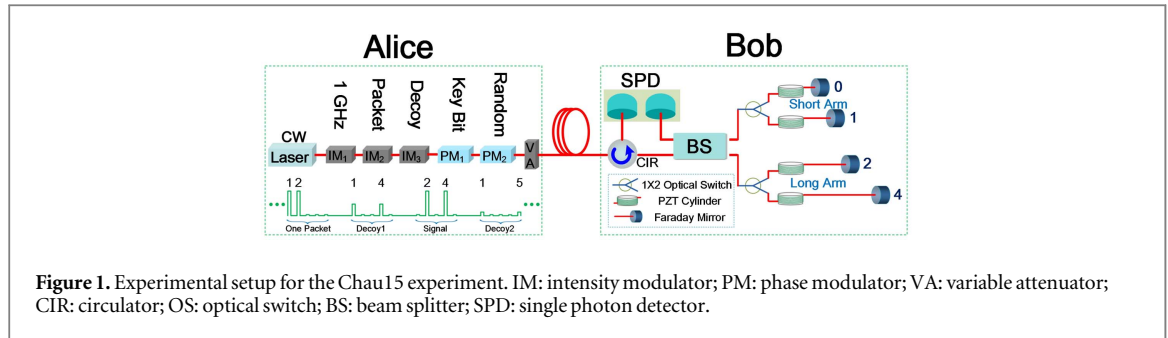 Alice
Bob
1 GHz
Packet
Decoy
Key Bit
Random
CW
Laser
IM1
IM2
IM3
PM1
PM2
V
A
1 2
1 4
2 4
1 5
One Packet
Decoy1
Signal
Decoy2
SPD
CIR
BS
0
Short Arm
1
2
Long Arm
4
1X2 Optical Switch
PZT Cylinder
Faraday Mirror
Figure 1. Experimental setup for the Chau15 experiment. IM: intensity modulator; PM: phase modulator; VA: variable attenuator;
CIR: circulator; OS: optical switch; BS: beam splitter; SPD: single photon detector.